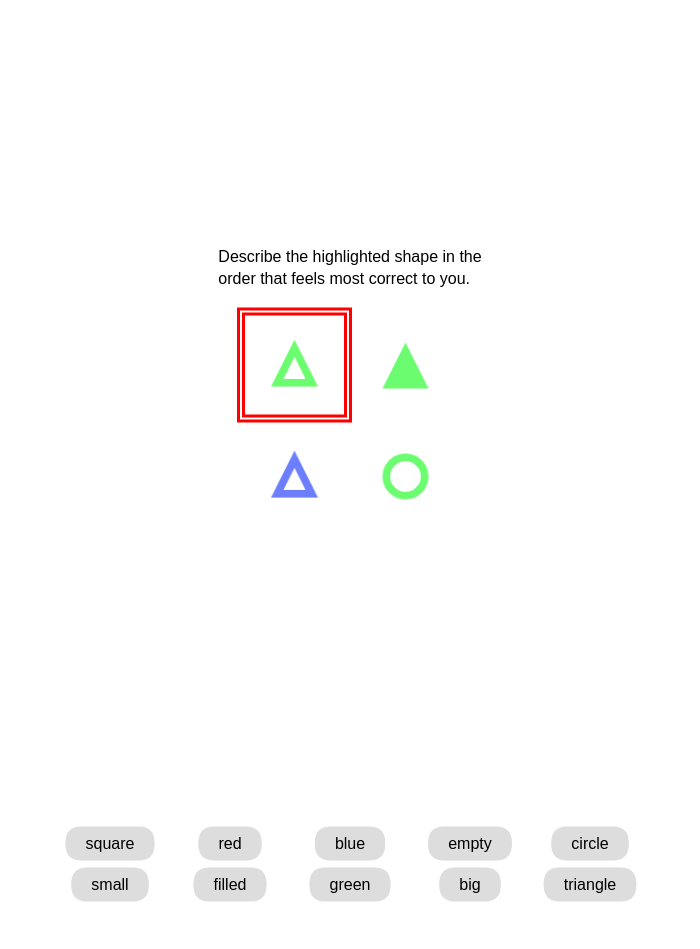 Describe the highlighted shape in the
order that feels most correct to you.
square red blue empty circle
small filled green big triangle